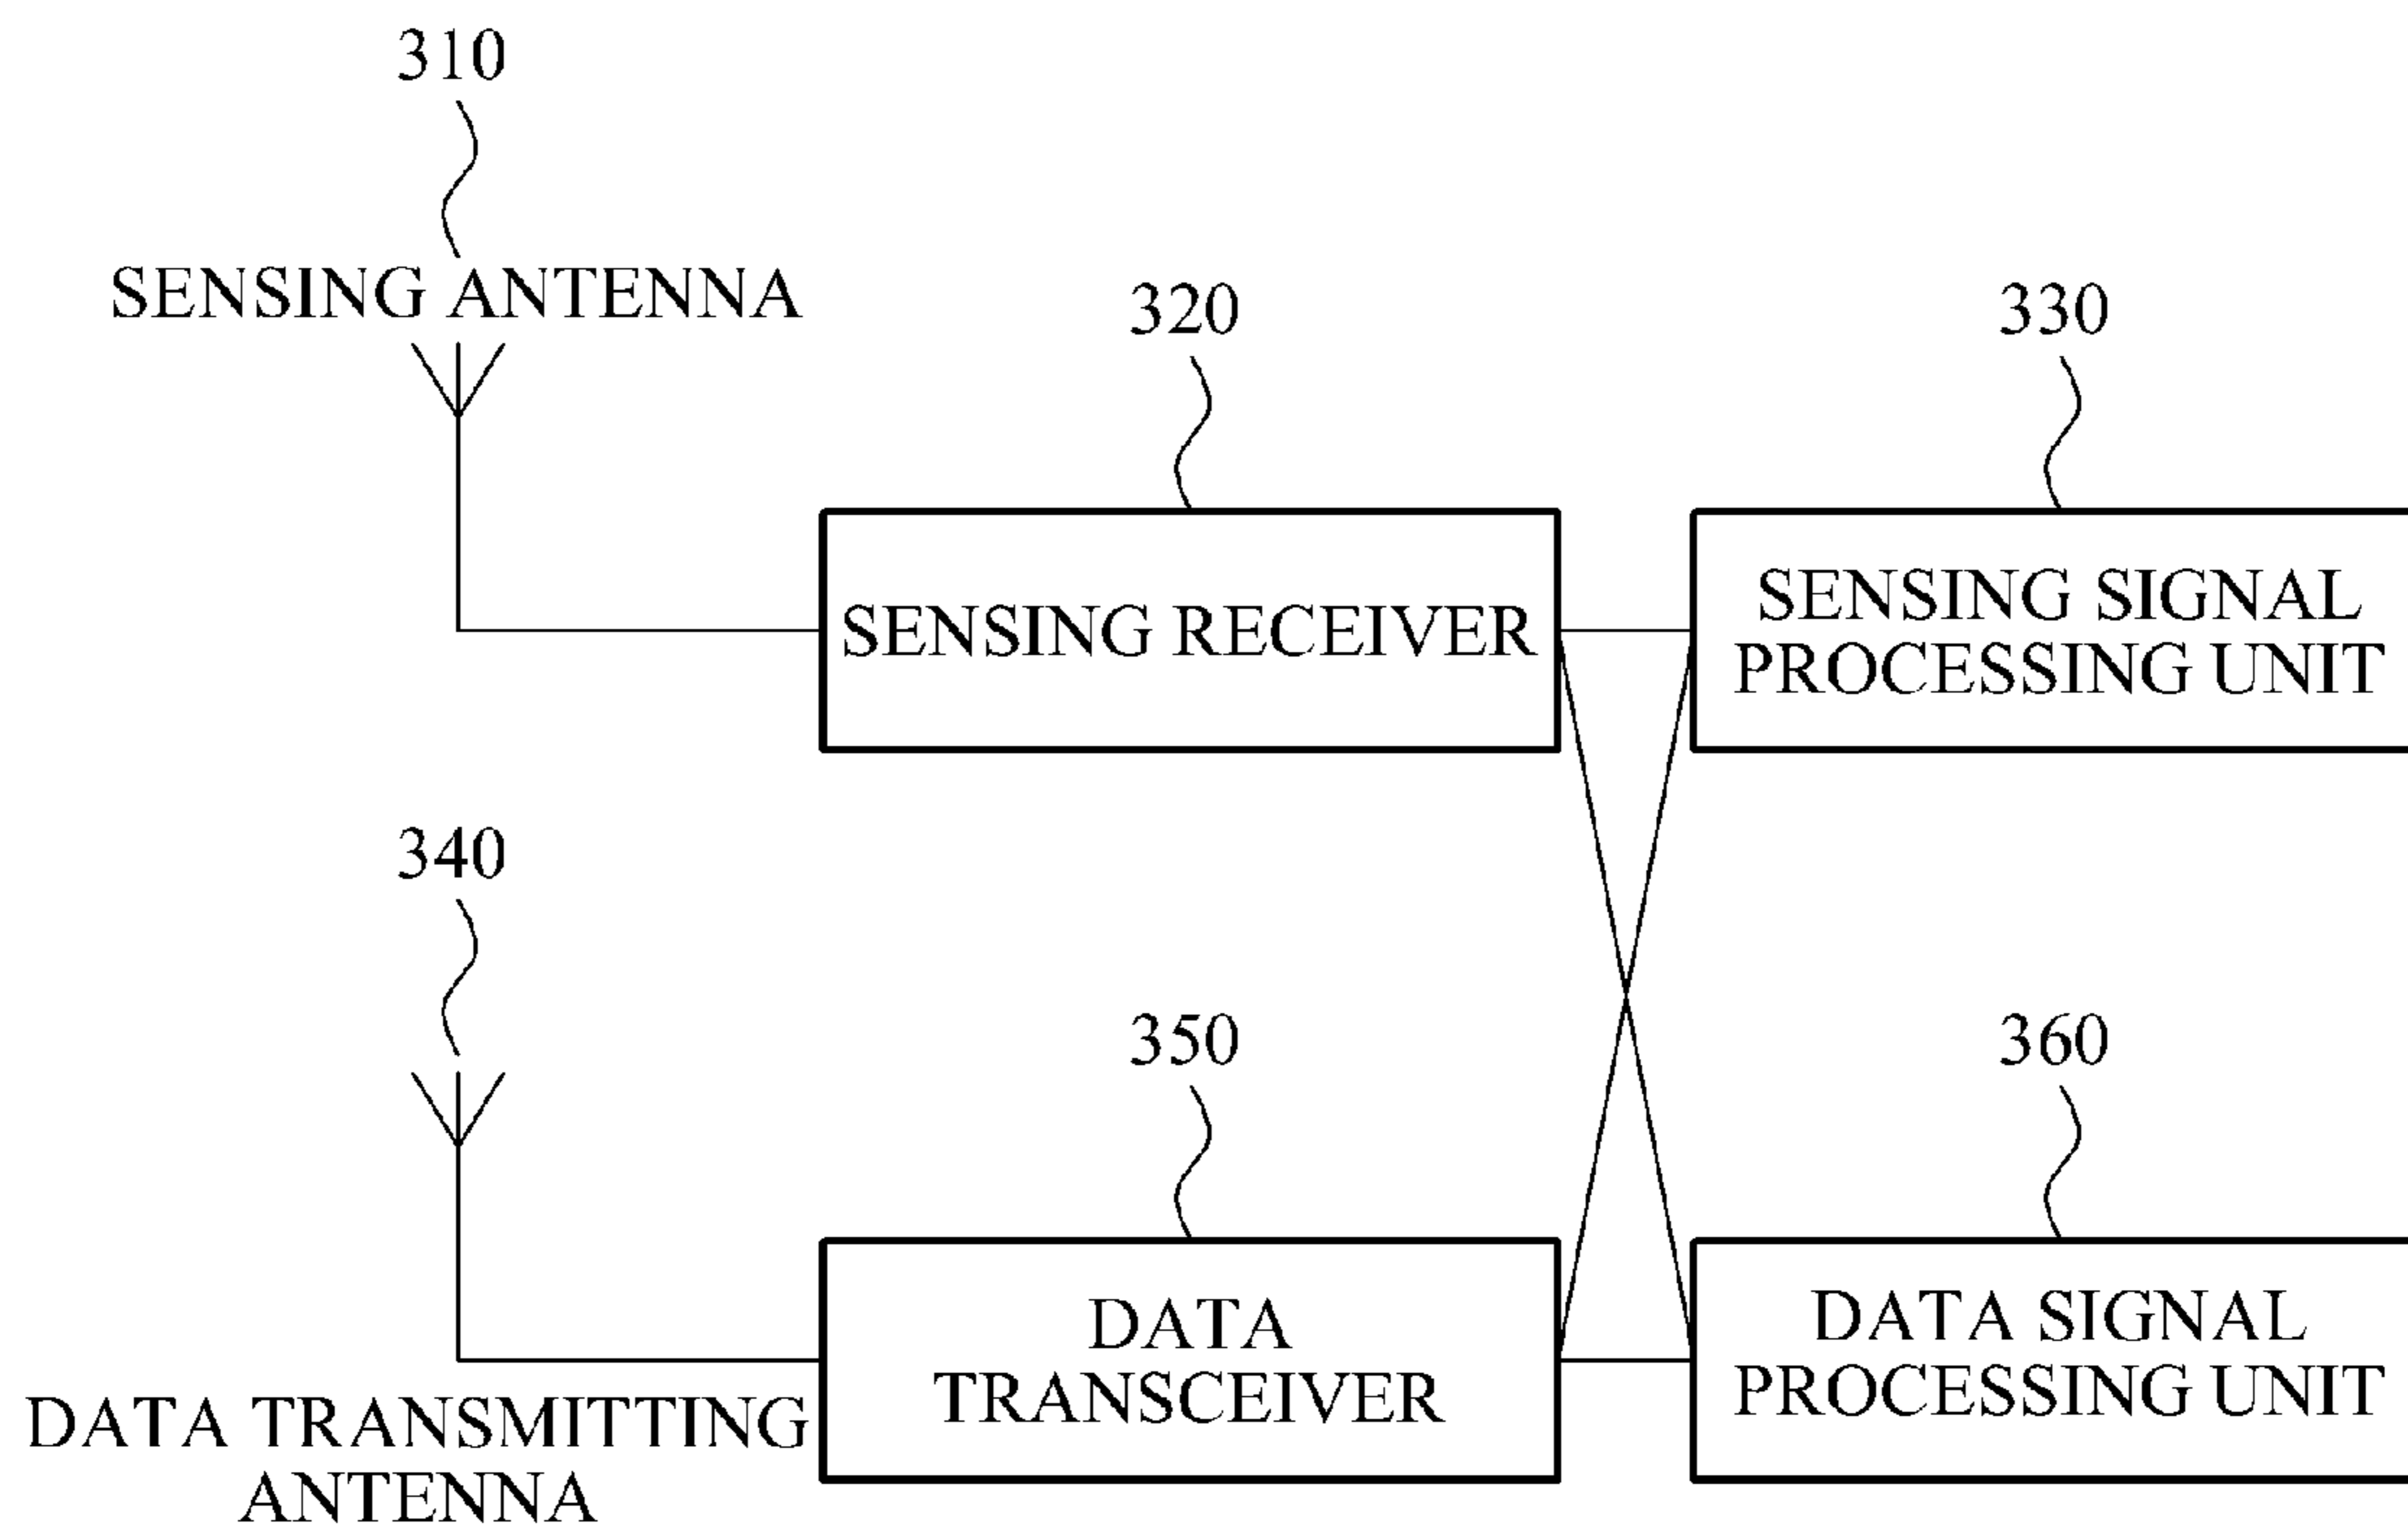 310
SENSING ANTENNA
320
330
SENSING RECEIVER
SENSING SIGNAL
PROCESSING UNIT
340
350
360
DATA
TRANSCEIVER
DATA SIGNAL
PROCESSING UNIT
DATA TRANSMITTING
ANTENNA